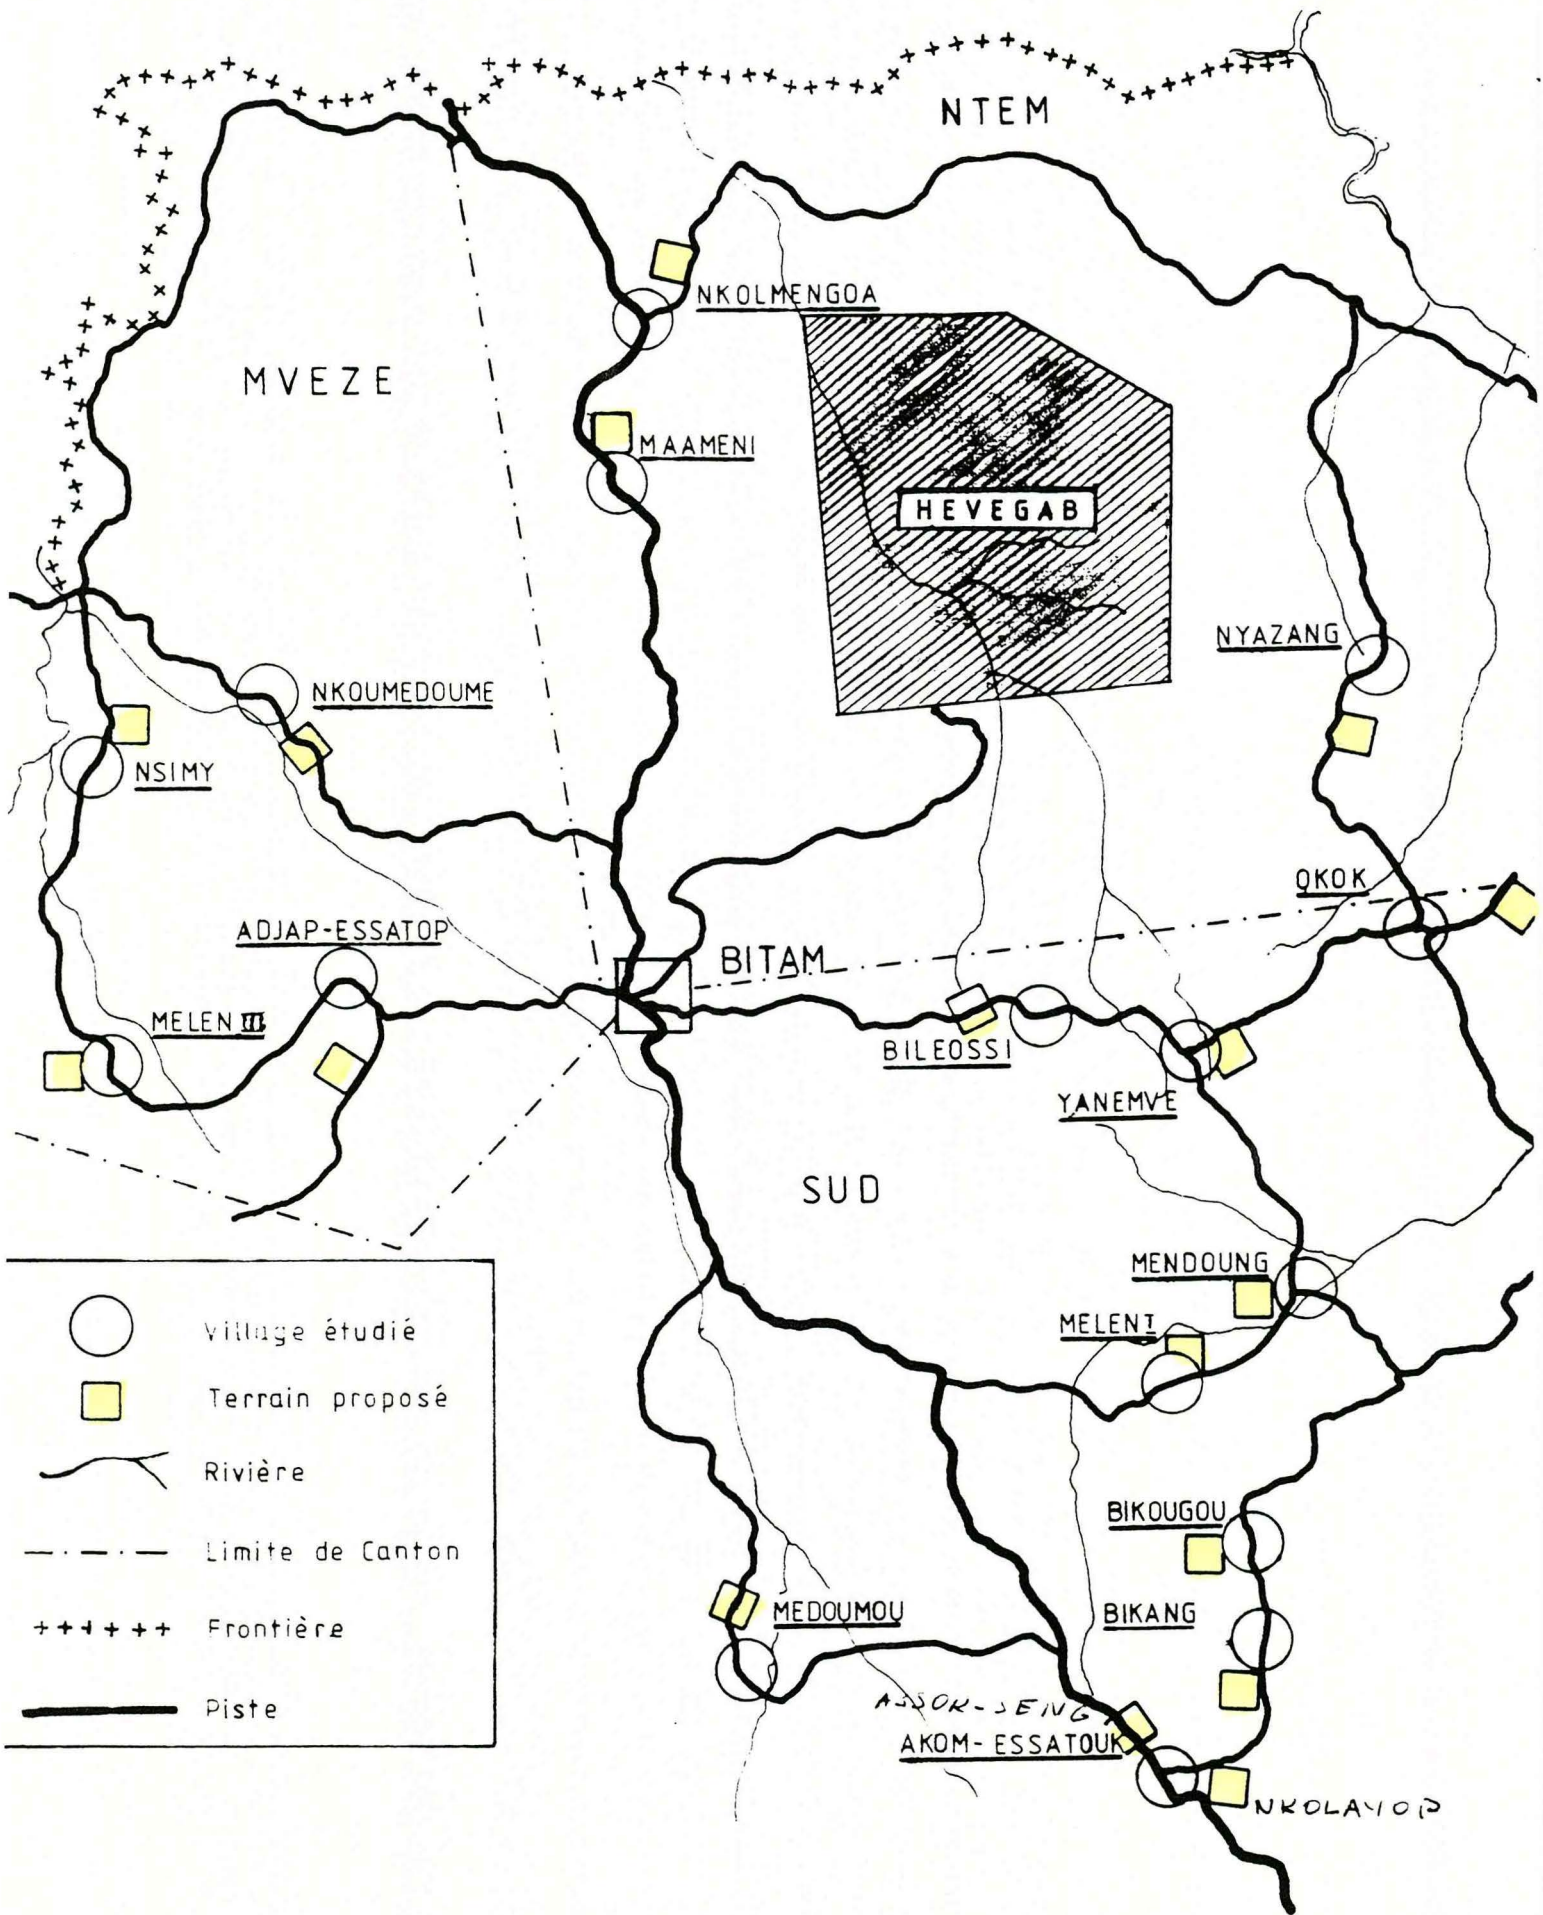 NTEM
NKOLMENGOA
MVEZE
MAAMENI
HEVEGAB
NYAZANG
NKOUMEDOUME
NSIMY
OKOK
ADJAP-ESSATOP
BITAM
MELEN III
BILEOSSI
YANEMVE
SUD
MENDOUNG
MELEN I
Village étudié
Terrain proposé
Rivière
Limite de Canton
Frontière
Piste
BIKOUGOU
MEDOUMOU
BIKANG
ASSOK-SENG
AKOM-ESSATOUK
NKOLAYOP